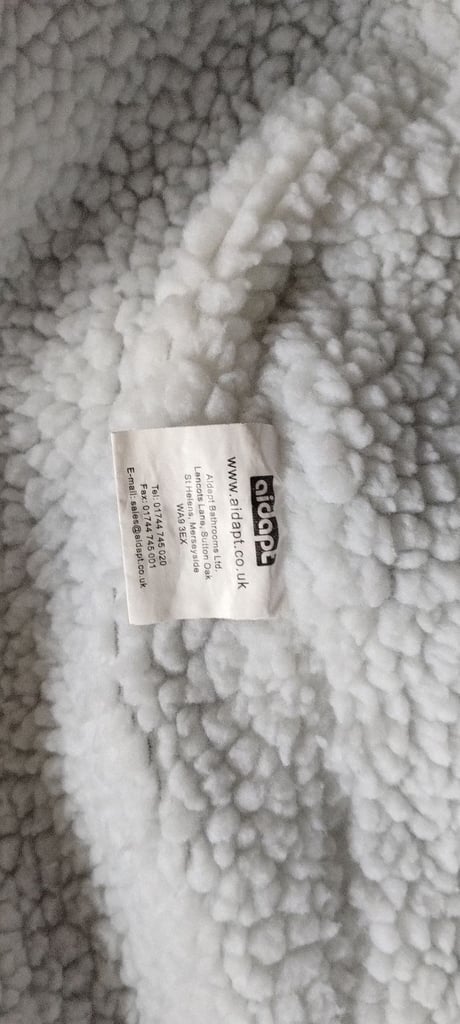 aidapt
www.aidapt.co.uk
Aidapt Bathrooms Ltd.
Lancots Lane, Sutton Oak
St Helens, Merseyside
WA9 3EX
Tel: 01744 745 020
Fax: 01744 745 001
E-mail: sales@aidapt.co.uk